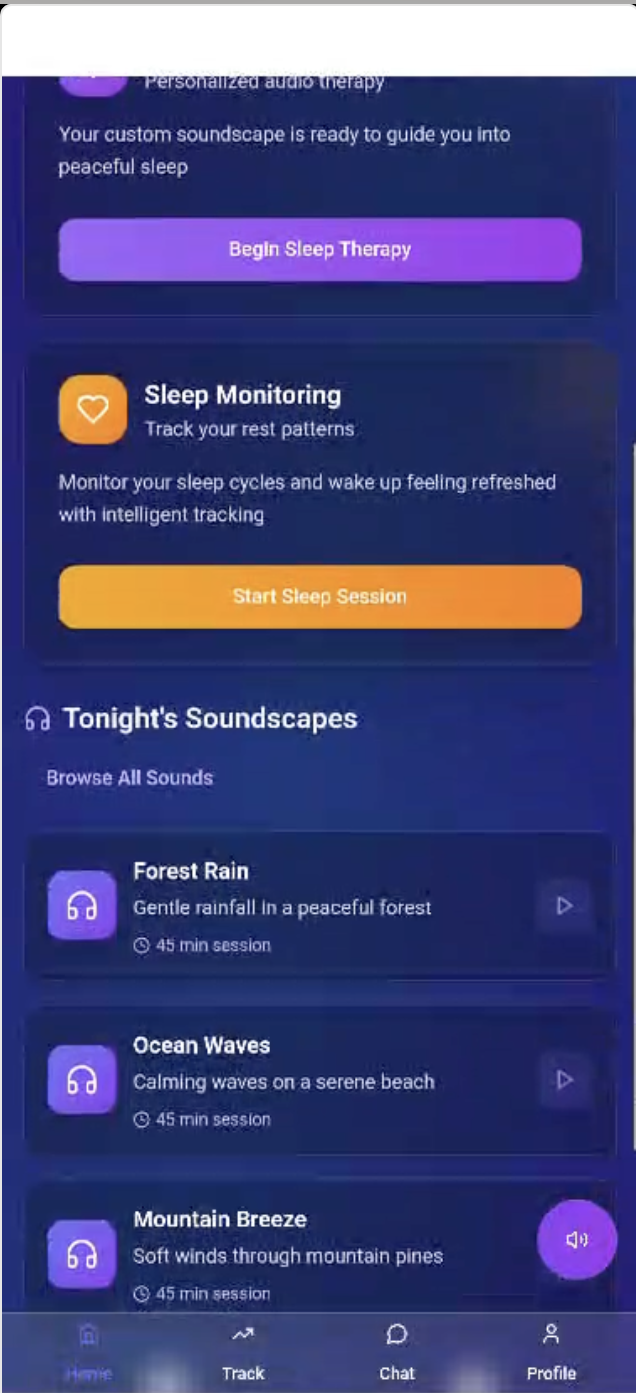 Personalized audio therapy
Your custom soundscape is ready to guide you into
peaceful sleep
Begin Sleep Therapy
Sleep Monitoring
Track your rest patterns
Monitor your sleep cycles and wake up feeling refreshed
with intelligent tracking
Start Sleep Session
Tonight's Soundscapes
Browse All Sounds
Forest Rain
Gentle rainfall in a peaceful forest
45 min session
Ocean Waves
Calming waves on a serene beach
45 min session
Mountain Breeze
Soft winds through mountain pines
45 min session
Home Track Chat Profile